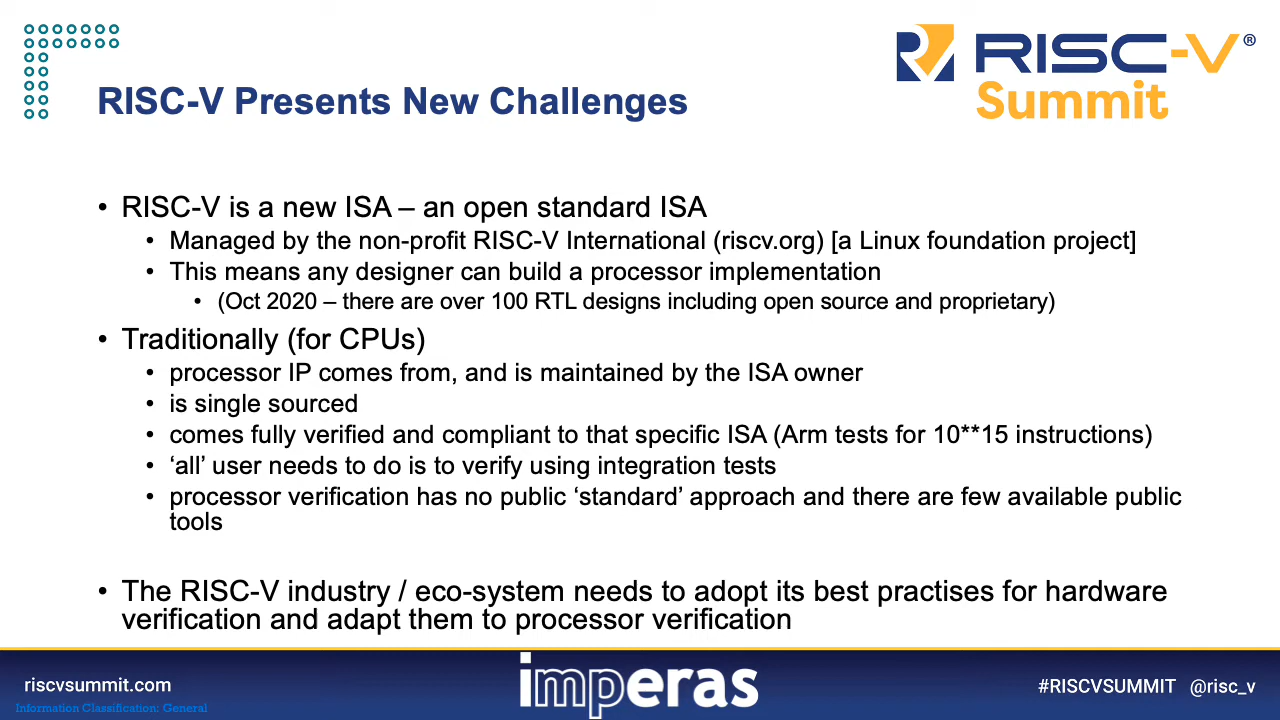 RISC-V®
Summit
RISC-V Presents New Challenges
• RISC-V is a new ISA – an open standard ISA
• Managed by the non-profit RISC-V International (riscv.org) [a Linux foundation project]
• This means any designer can build a processor implementation
• (Oct 2020 – there are over 100 RTL designs including open source and proprietary)
• Traditionally (for CPUs)
• processor IP comes from, and is maintained by the ISA owner
• is single sourced
• comes fully verified and compliant to that specific ISA (Arm tests for 10**15 instructions)
• ‘all’ user needs to do is to verify using integration tests
• processor verification has no public ‘standard’ approach and there are few available public
tools
• The RISC-V industry / eco-system needs to adopt its best practises for hardware
verification and adapt them to processor verification
riscvsummit.com
imperas
#RISCVSUMMIT @risc_v
Information Classification: General